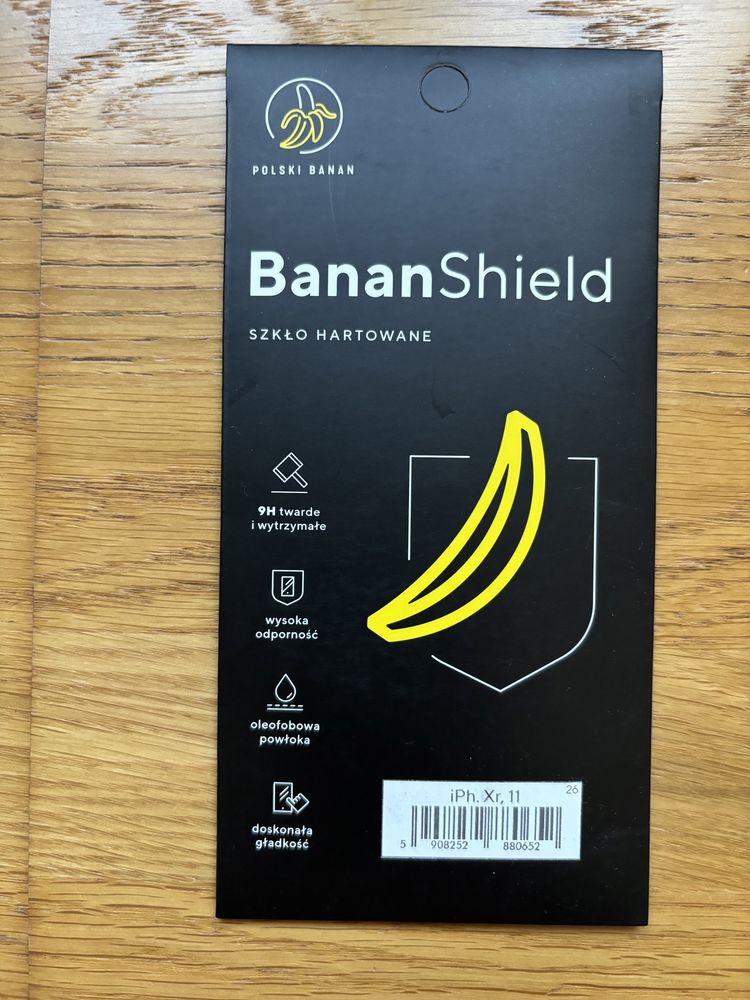 POLSKI BANAN
BananShield
SZKŁO HARTOWANE
9H twarde
i wytrzymałe
wysoka
odporność
oleofobowa
powłoka
doskonała
gładkość
iPh. Xr, 11
26
5 908252 880652